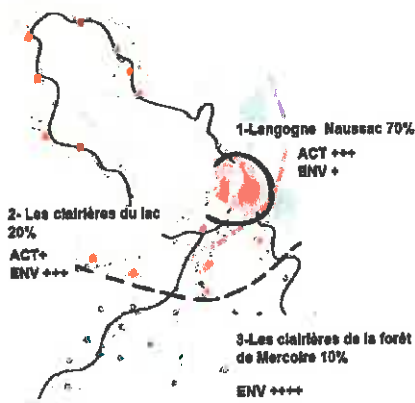 1-Langogne Naussac 70%
ACT +++
ENV +
2- Les clairières du lac
20%
ACT+
ENV +++
3-Les clairières de la forêt
de Mercoire 10%
ENV ++++